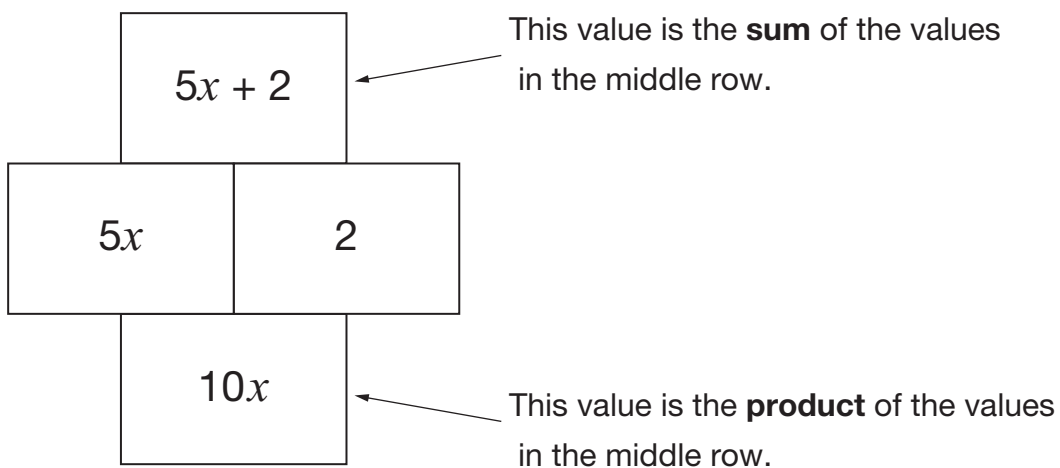 This value is the sum of the values
in the middle row.
5x + 2
5x 2
10x
This value is the product of the values
in the middle row.